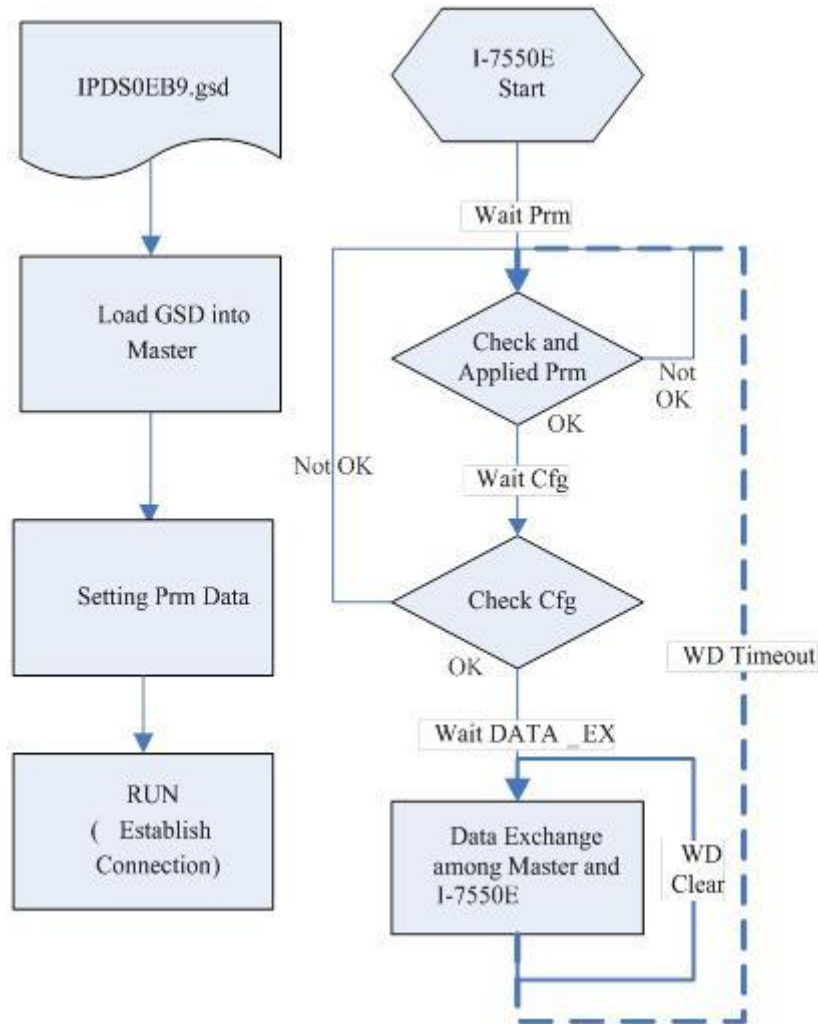 IPDS0EB9.gsd
Load GSD into
Master
Setting Prm Data
RUN
( Establish
Connection)
I-7550E
Start
Wait Prm
Check and
Applied Prm
Not
OK
OK
Wait Cfg
Not OK
Check Cfg
OK
WD Timeout
Wait DATA _EX
Data Exchange
among Master and
I-7550E
WD
Clear